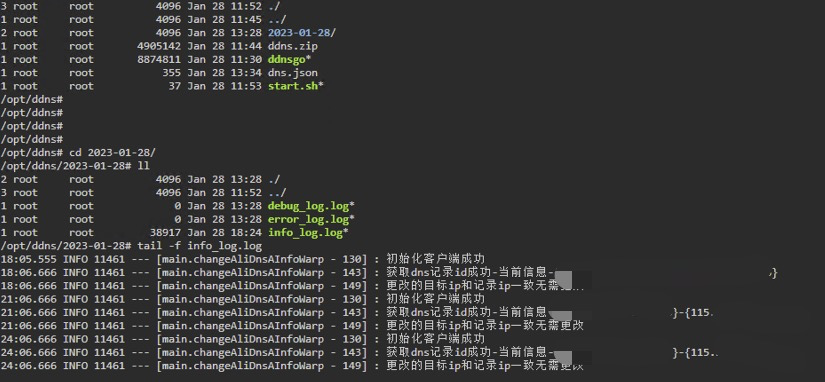 3 root root 4096 Jan 28 11:52 ./
1 root root 4096 Jan 28 11:45 ../
2 root root 4096 Jan 28 13:28 2023-01-28/
1 root root 4905142 Jan 28 11:44 ddns.zip
1 root root 8874811 Jan 28 11:30 ddnsgo*
1 root root 355 Jan 28 13:34 dns.json
1 root root 37 Jan 28 11:53 start.sh*
/opt/ddns#
/opt/ddns#
/opt/ddns#
/opt/ddns#
/opt/ddns# cd 2023-01-28/
/opt/ddns/2023-01-28# ll
2 root root 4096 Jan 28 13:28 ./
3 root root 4096 Jan 28 11:52 ../
1 root root 0 Jan 28 13:28 debug_log.log*
1 root root 0 Jan 28 13:28 error_log.log*
1 root root 38917 Jan 28 18:24 info_log.log*
/opt/ddns/2023-01-28# tail -f info_log.log
18:05.555 INFO 11461 --- [main.changeAliDnsAInfoWarp - 130] : 初始化客户端成功
18:06.666 INFO 11461 --- [main.changeAliDnsAInfoWarp - 143] : 获取dns记录id成功-当前信息- }
18:06.666 INFO 11461 --- [main.changeAliDnsAInfoWarp - 149] : 更改的目标ip和记录ip一致无需
21:06.666 INFO 11461 --- [main.changeAliDnsAInfoWarp - 130] : 初始化客户端成功
21:06.666 INFO 11461 --- [main.changeAliDnsAInfoWarp - 143] : 获取dns记录id成功-当前信息- }-{115.
21:06.666 INFO 11461 --- [main.changeAliDnsAInfoWarp - 149] : 更改的目标ip和记录ip一致无需更改
24:06.666 INFO 11461 --- [main.changeAliDnsAInfoWarp - 130] : 初始化客户端成功
24:06.666 INFO 11461 --- [main.changeAliDnsAInfoWarp - 143] : 获取dns记录id成功-当前信息- }-{115.
24:06.666 INFO 11461 --- [main.changeAliDnsAInfoWarp - 149] : 更改的目标ip和记录ip一致无需更改